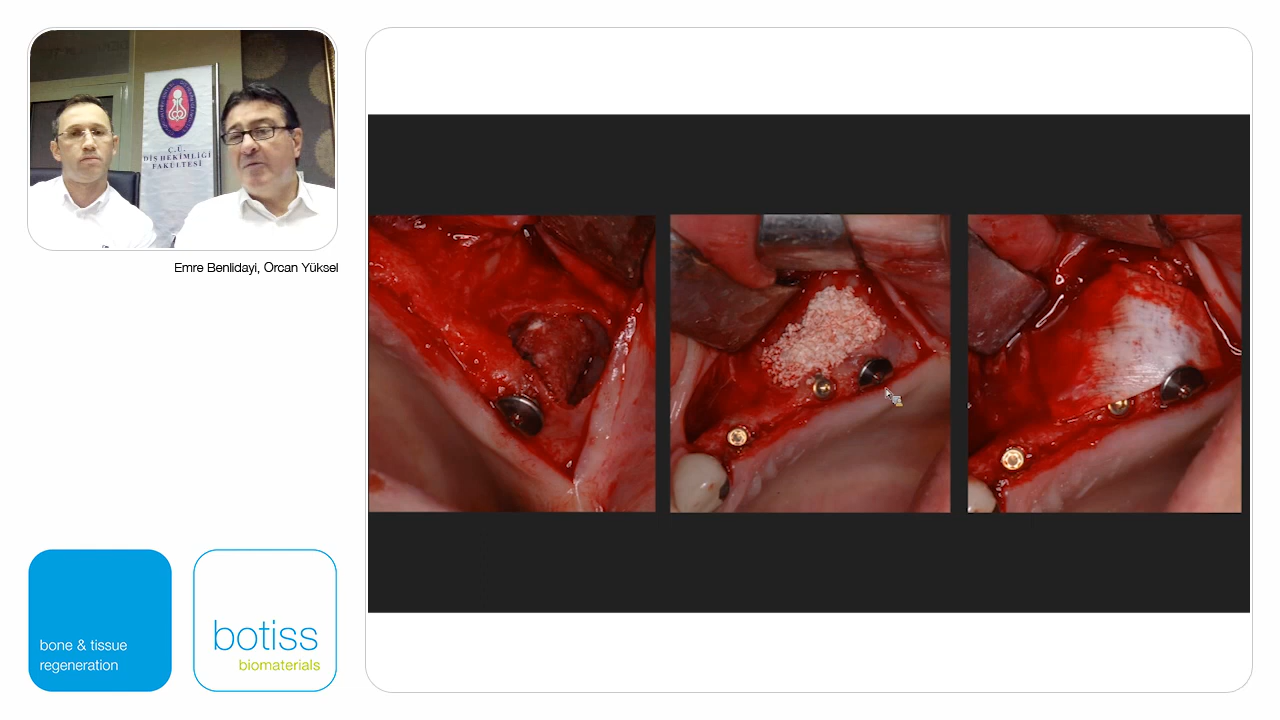 Ç.Ü.
DİŞ HEKİMLİĞİ
FAKÜLTESİ
Emre Benlidayi, Orcan Yüksel
bone & tissue
regeneration
botiss
biomaterials